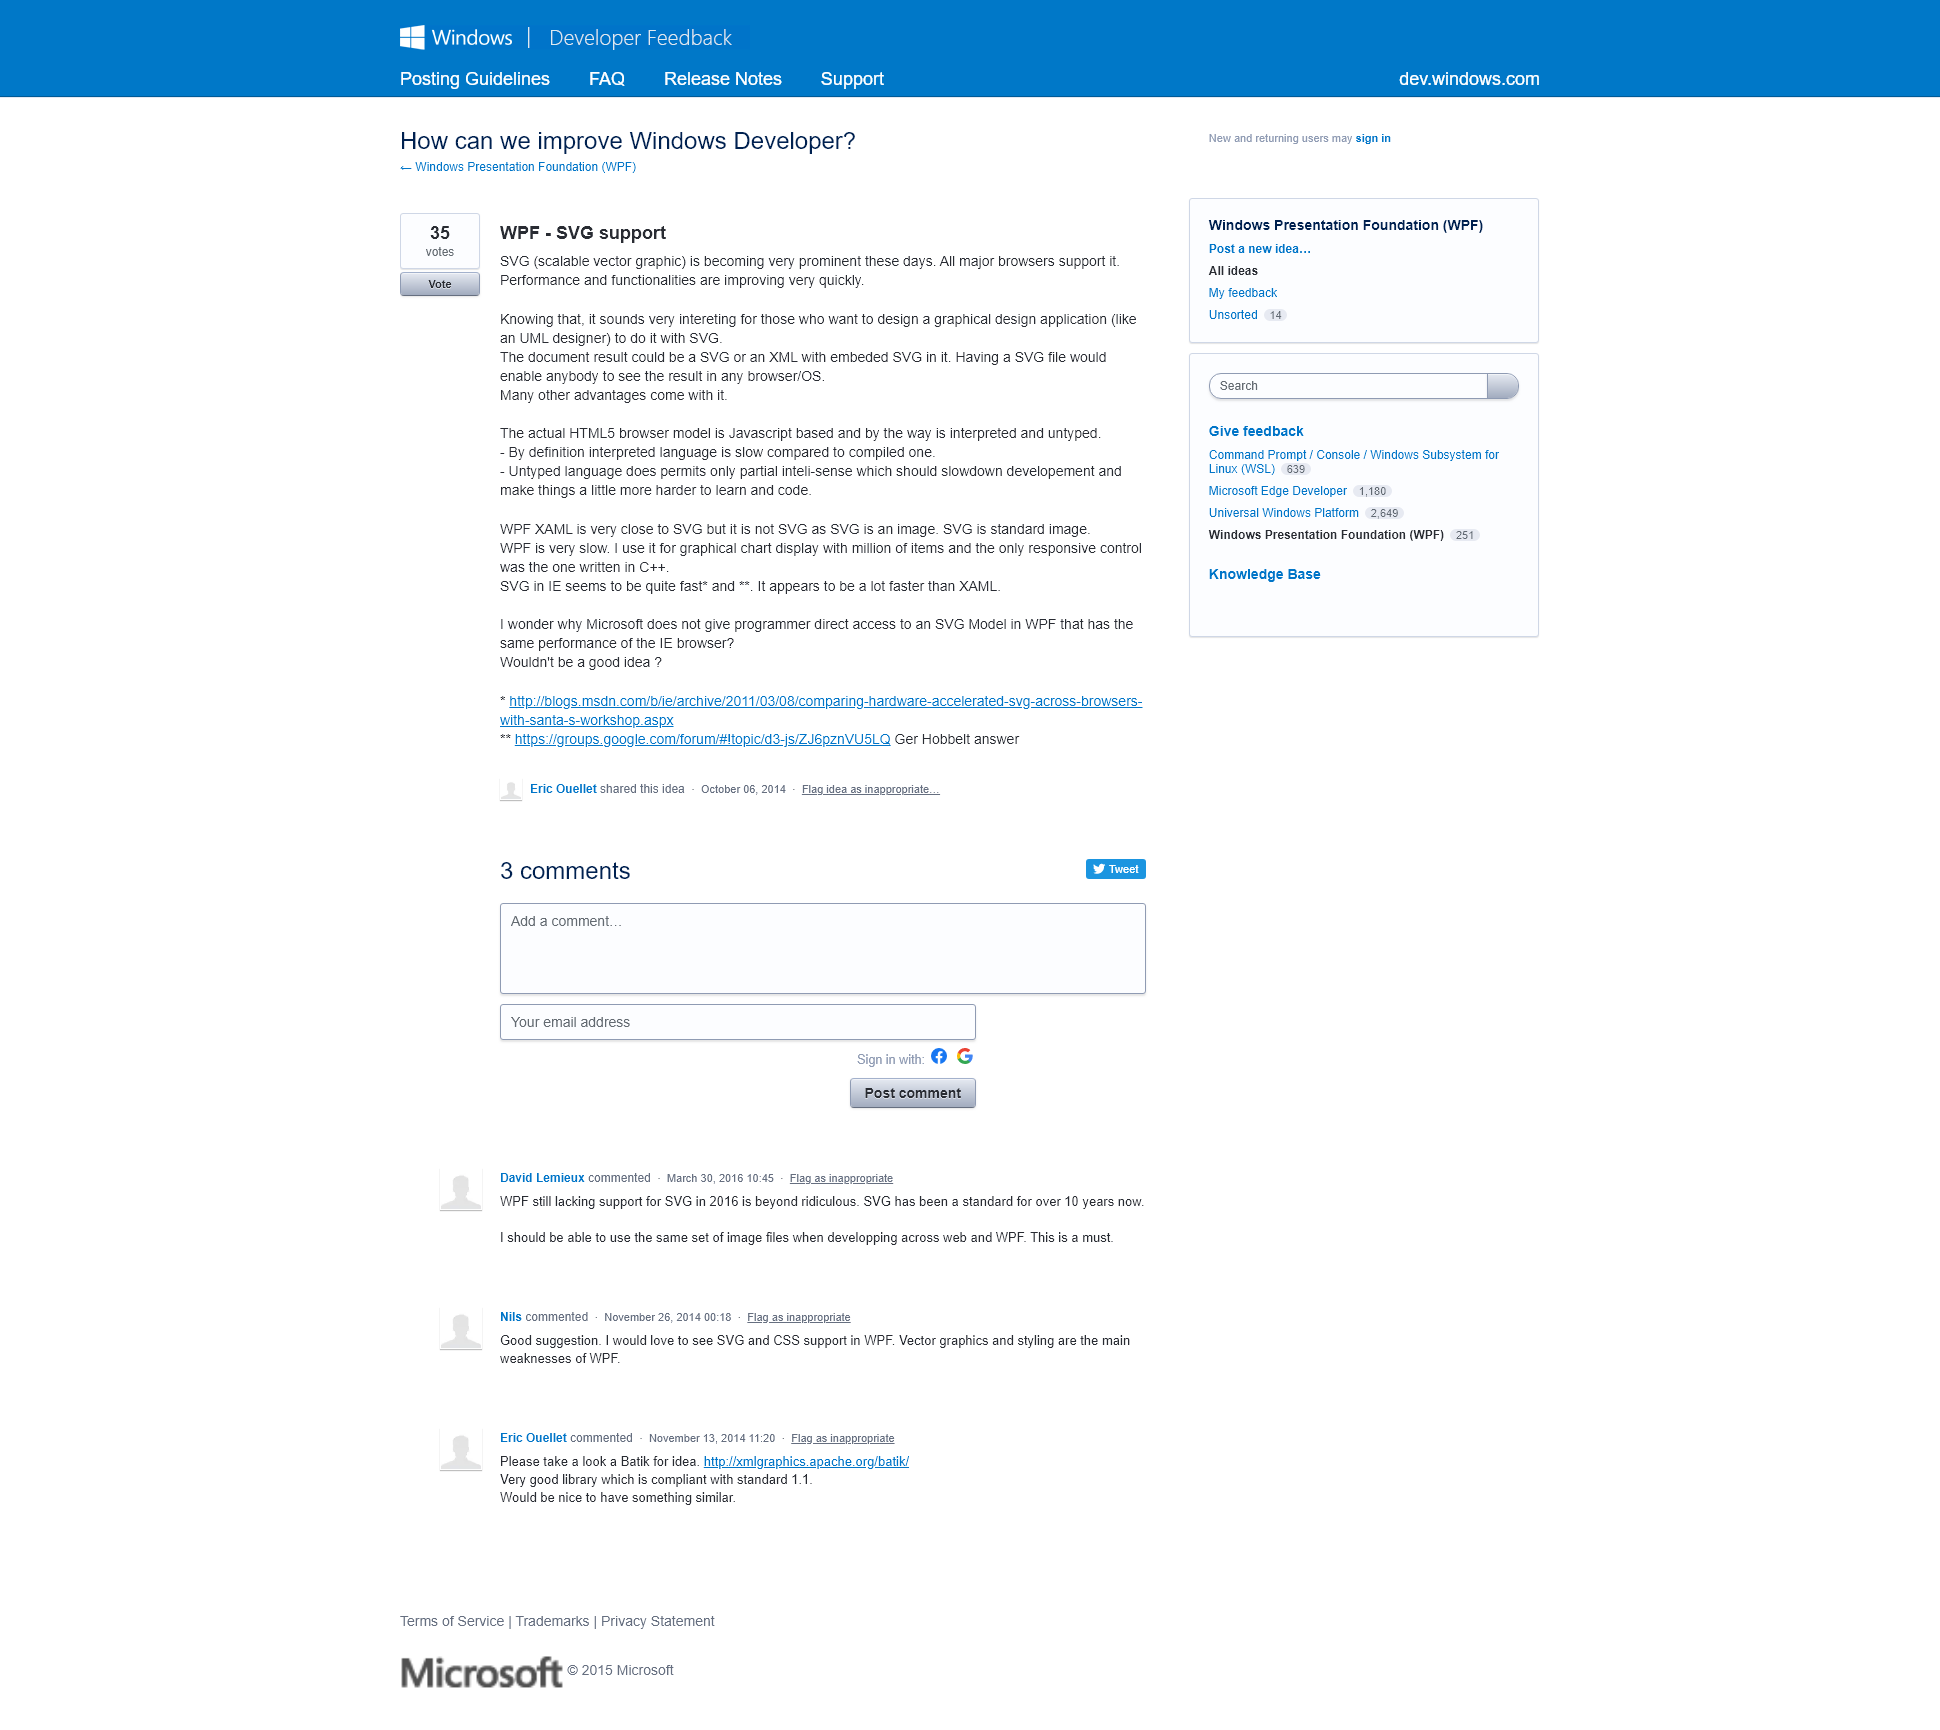 Windows | Developer Feedback
Posting Guidelines FAQ Release Notes Support dev.windows.com
How can we improve Windows Developer?
← Windows Presentation Foundation (WPF)
New and returning users may sign in
35
votes
Vote
WPF - SVG support
SVG (scalable vector graphic) is becoming very prominent these days. All major browsers support it.
Performance and functionalities are improving very quickly.
Knowing that, it sounds very intereting for those who want to design a graphical design application (like
an UML designer) to do it with SVG.
The document result could be a SVG or an XML with embeded SVG in it. Having a SVG file would
enable anybody to see the result in any browser/OS.
Many other advantages come with it.
The actual HTML5 browser model is Javascript based and by the way is interpreted and untyped.
- By definition interpreted language is slow compared to compiled one.
- Untyped language does permits only partial inteli-sense which should slowdown developement and
make things a little more harder to learn and code.
WPF XAML is very close to SVG but it is not SVG as SVG is an image. SVG is standard image.
WPF is very slow. I use it for graphical chart display with million of items and the only responsive control
was the one written in C++.
SVG in IE seems to be quite fast* and **. It appears to be a lot faster than XAML.
I wonder why Microsoft does not give programmer direct access to an SVG Model in WPF that has the
same performance of the IE browser?
Wouldn't be a good idea ?
* http://blogs.msdn.com/b/ie/archive/2011/03/08/comparing-hardware-accelerated-svg-across-browsers-
with-santa-s-workshop.aspx
** https://groups.google.com/forum/#!topic/d3-js/ZJ6pznVU5LQ Ger Hobbelt answer
Eric Ouellet shared this idea · October 06, 2014 · Flag idea as inappropriate…
3 comments
Tweet
Add a comment…
Your email address
Sign in with:
Post comment
David Lemieux commented · March 30, 2016 10:45 · Flag as inappropriate
WPF still lacking support for SVG in 2016 is beyond ridiculous. SVG has been a standard for over 10 years now.
I should be able to use the same set of image files when developping across web and WPF. This is a must.
Nils commented · November 26, 2014 00:18 · Flag as inappropriate
Good suggestion. I would love to see SVG and CSS support in WPF. Vector graphics and styling are the main
weaknesses of WPF.
Eric Ouellet commented · November 13, 2014 11:20 · Flag as inappropriate
Please take a look a Batik for idea. http://xmlgraphics.apache.org/batik/
Very good library which is compliant with standard 1.1.
Would be nice to have something similar.
Windows Presentation Foundation (WPF)
Post a new idea…
All ideas
My feedback
Unsorted 14
Search
Give feedback
Command Prompt / Console / Windows Subsystem for
Linux (WSL) 639
Microsoft Edge Developer 1,180
Universal Windows Platform 2,649
Windows Presentation Foundation (WPF) 251
Knowledge Base
Terms of Service | Trademarks | Privacy Statement
Microsoft © 2015 Microsoft